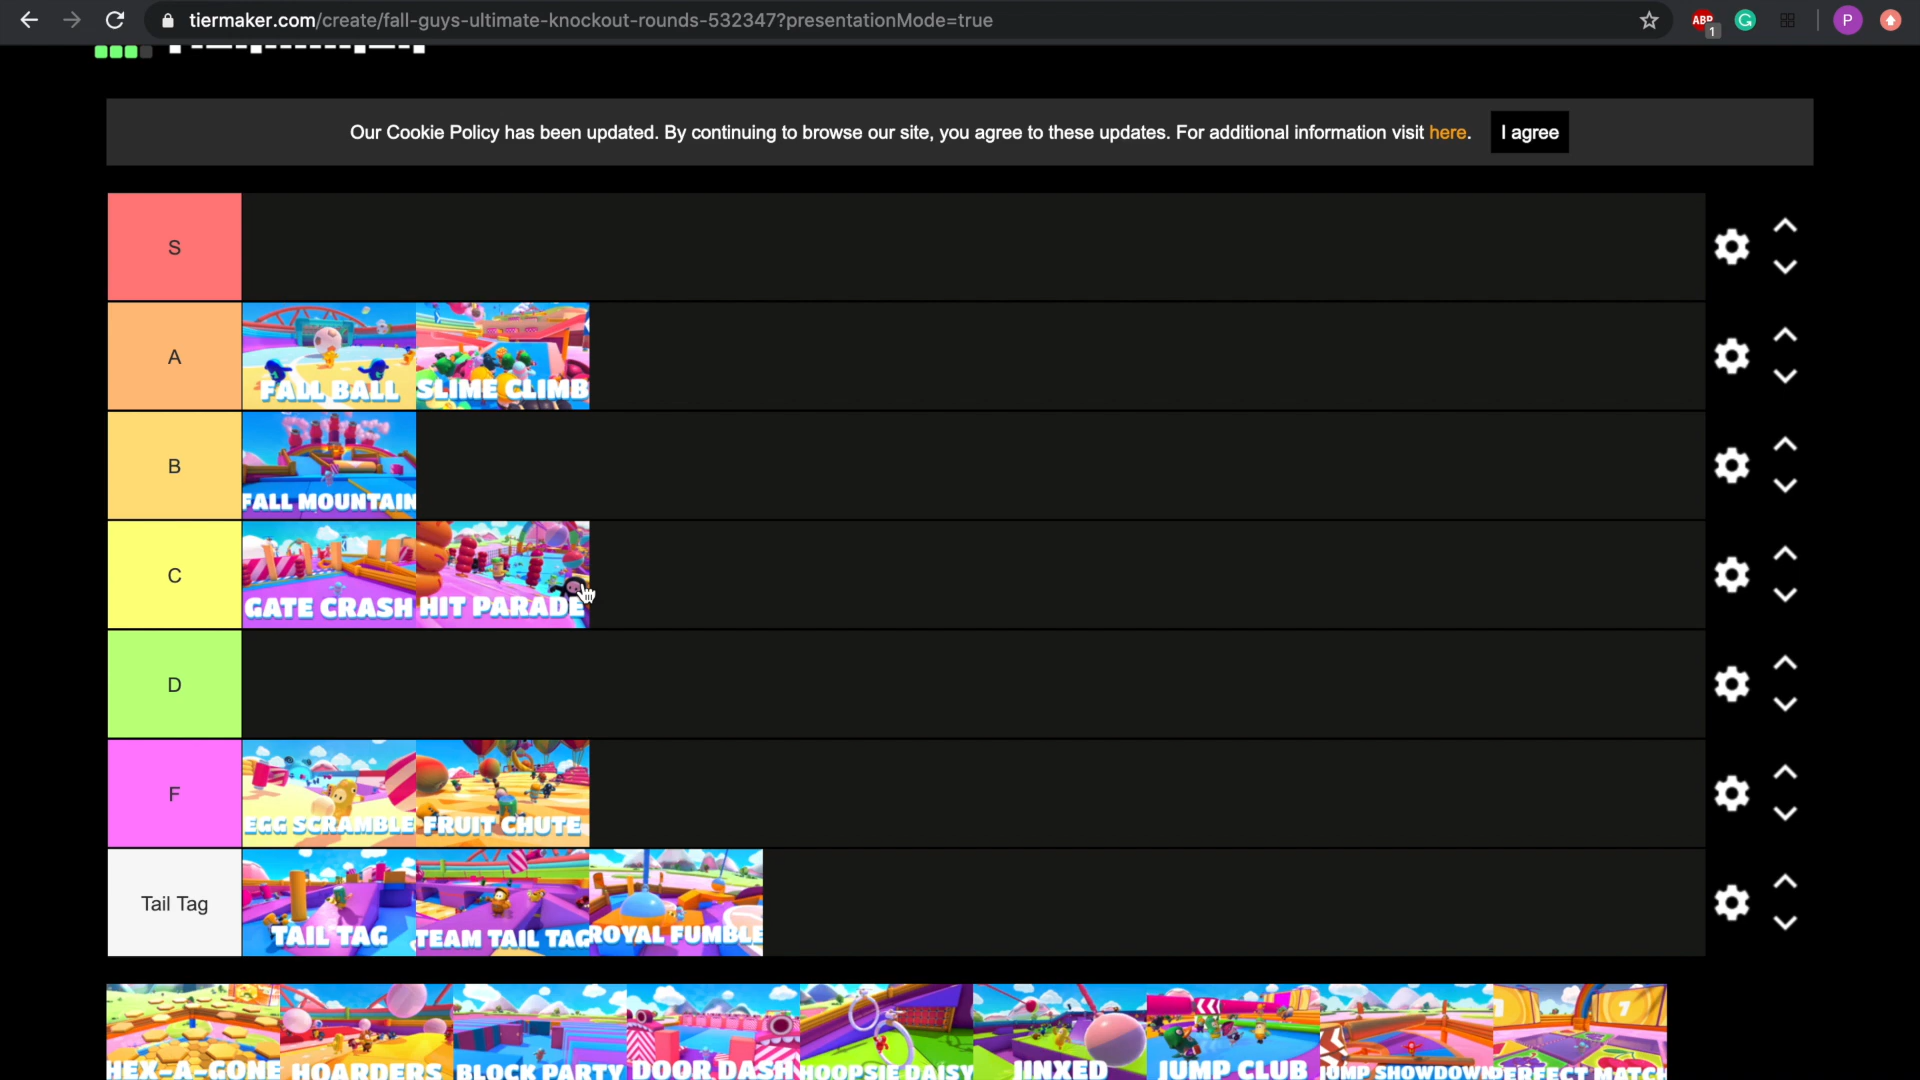 tiermaker.com/create/fall-guys-ultimate-knockout-rounds-532347?presentationMode=true
ABP
1
P
Our Cookie Policy has been updated. By continuing to browse our site, you agree to these updates. For additional information visit here.
I agree
S
A
FALL BALL
SLIME CLIMB
B
FALL MOUNTAIN
C
GATE CRASH
HIT PARADE
D
F
EGG SCRAMBLE
FRUIT CHUTE
Tail Tag
TAIL TAG
TEAM TAIL TAG
ROYAL FUMBLE
HEX-A-GONE
HOARDERS
BLOCK PARTY
DOOR DASH
HOOPSIE DAISY
JINXED
JUMP CLUB
JUMP SHOWDOWN
PERFECT MATCH